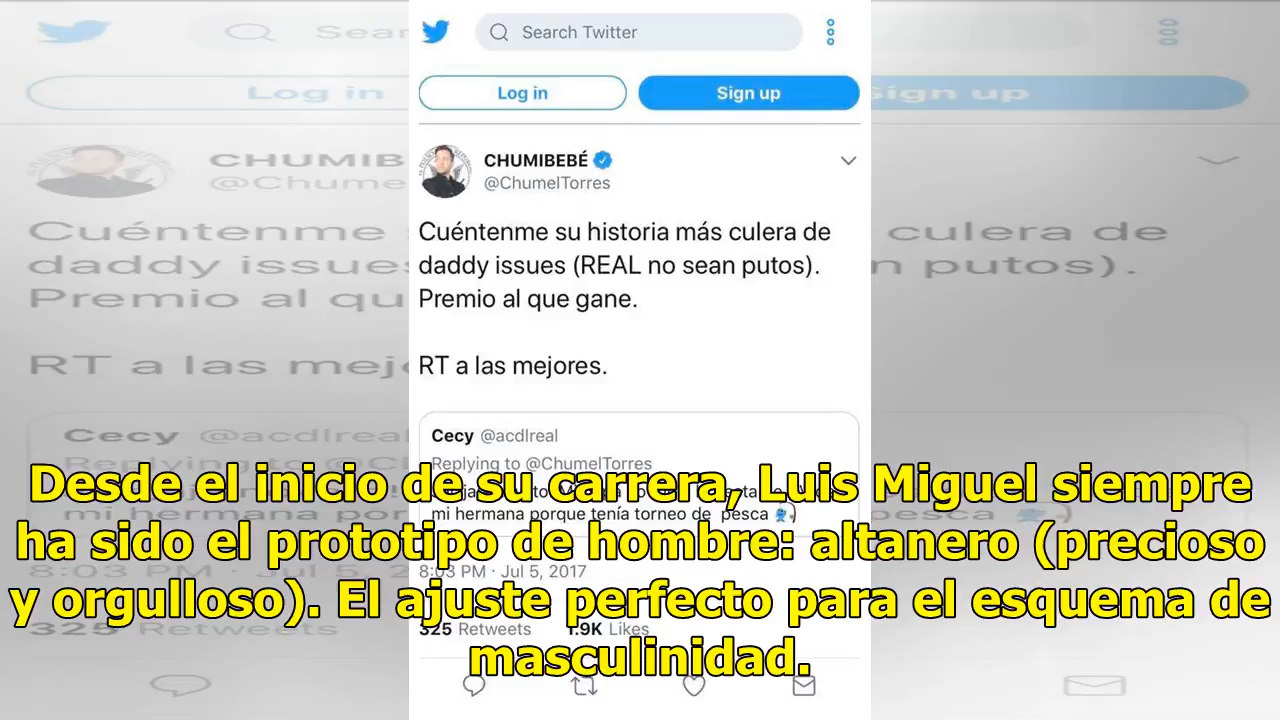 Search Twitter
Log in
Sign up
CHUMIBEBÉ
@ChumelTorres
Cuéntenme su historia más culera de
daddy issues (REAL no sean putos).
Premio al que gane.
RT a las mejores.
Cecy @acdlreal
Replying to @ChumelTorres
mi hermana porque tenía torneo de pesca
8:03 PM · Jul 5, 2017
325 Retweets 1.9K Likes
Desde el inicio de su carrera, Luis Miguel siempre
ha sido el prototipo de hombre: altanero (precioso
y orgulloso). El ajuste perfecto para el esquema de
masculinidad.